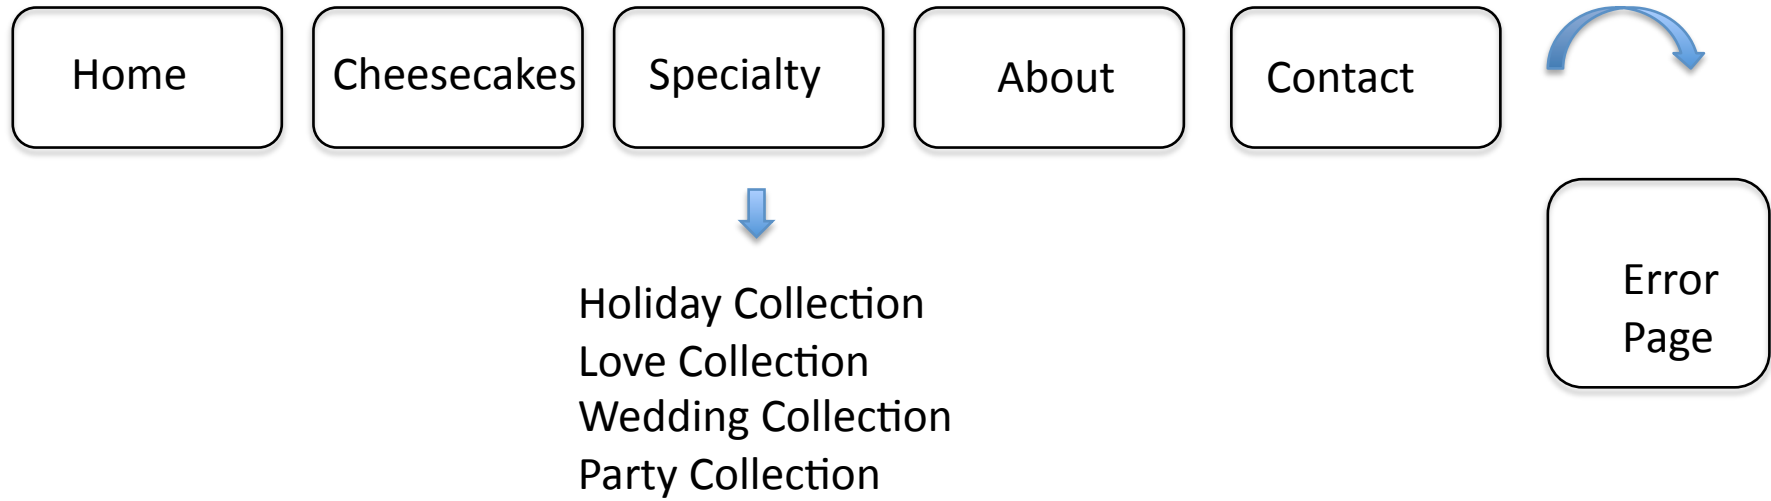 Home
Cheesecakes
Specialty
About
Contact
Error
Page
Holiday Collection
Love Collection
Wedding Collection
Party Collection